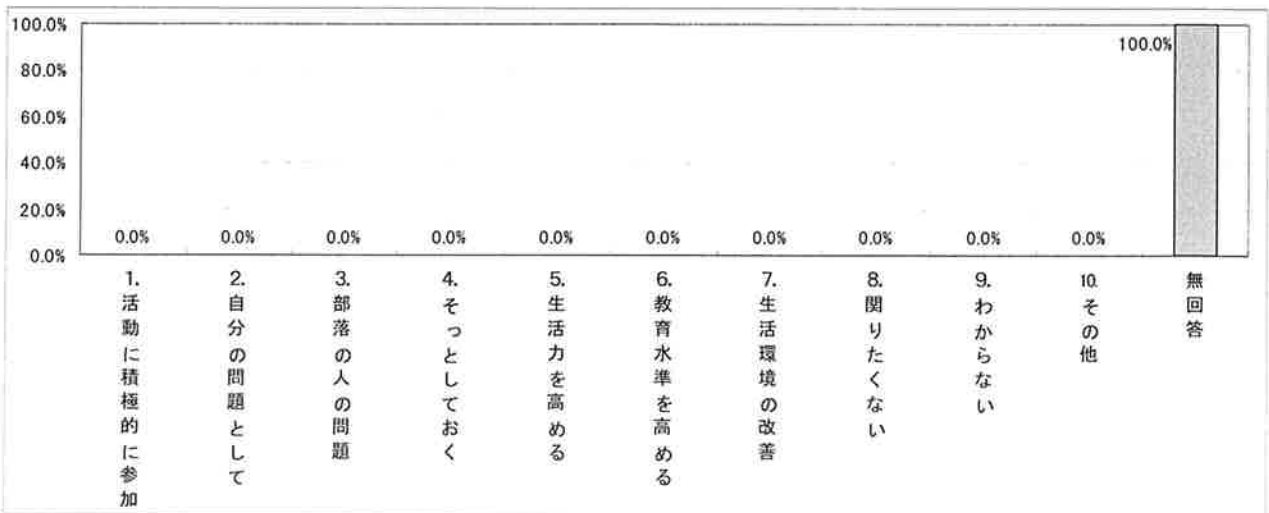 100.0%
80.0%
60.0%
40.0%
20.0%
0.0%
0.0%
0.0%
0.0%
0.0%
0.0%
0.0%
0.0%
0.0%
0.0%
0.0%
100.0%
1.活動に積極的に参加
2.自分の問題として
3.部落の人の問題
4.そっとしておく
5.生活力を高める
6.教育水準を高める
7.生活環境の改善
8.関りたくない
9.わからない
10.その他
無回答